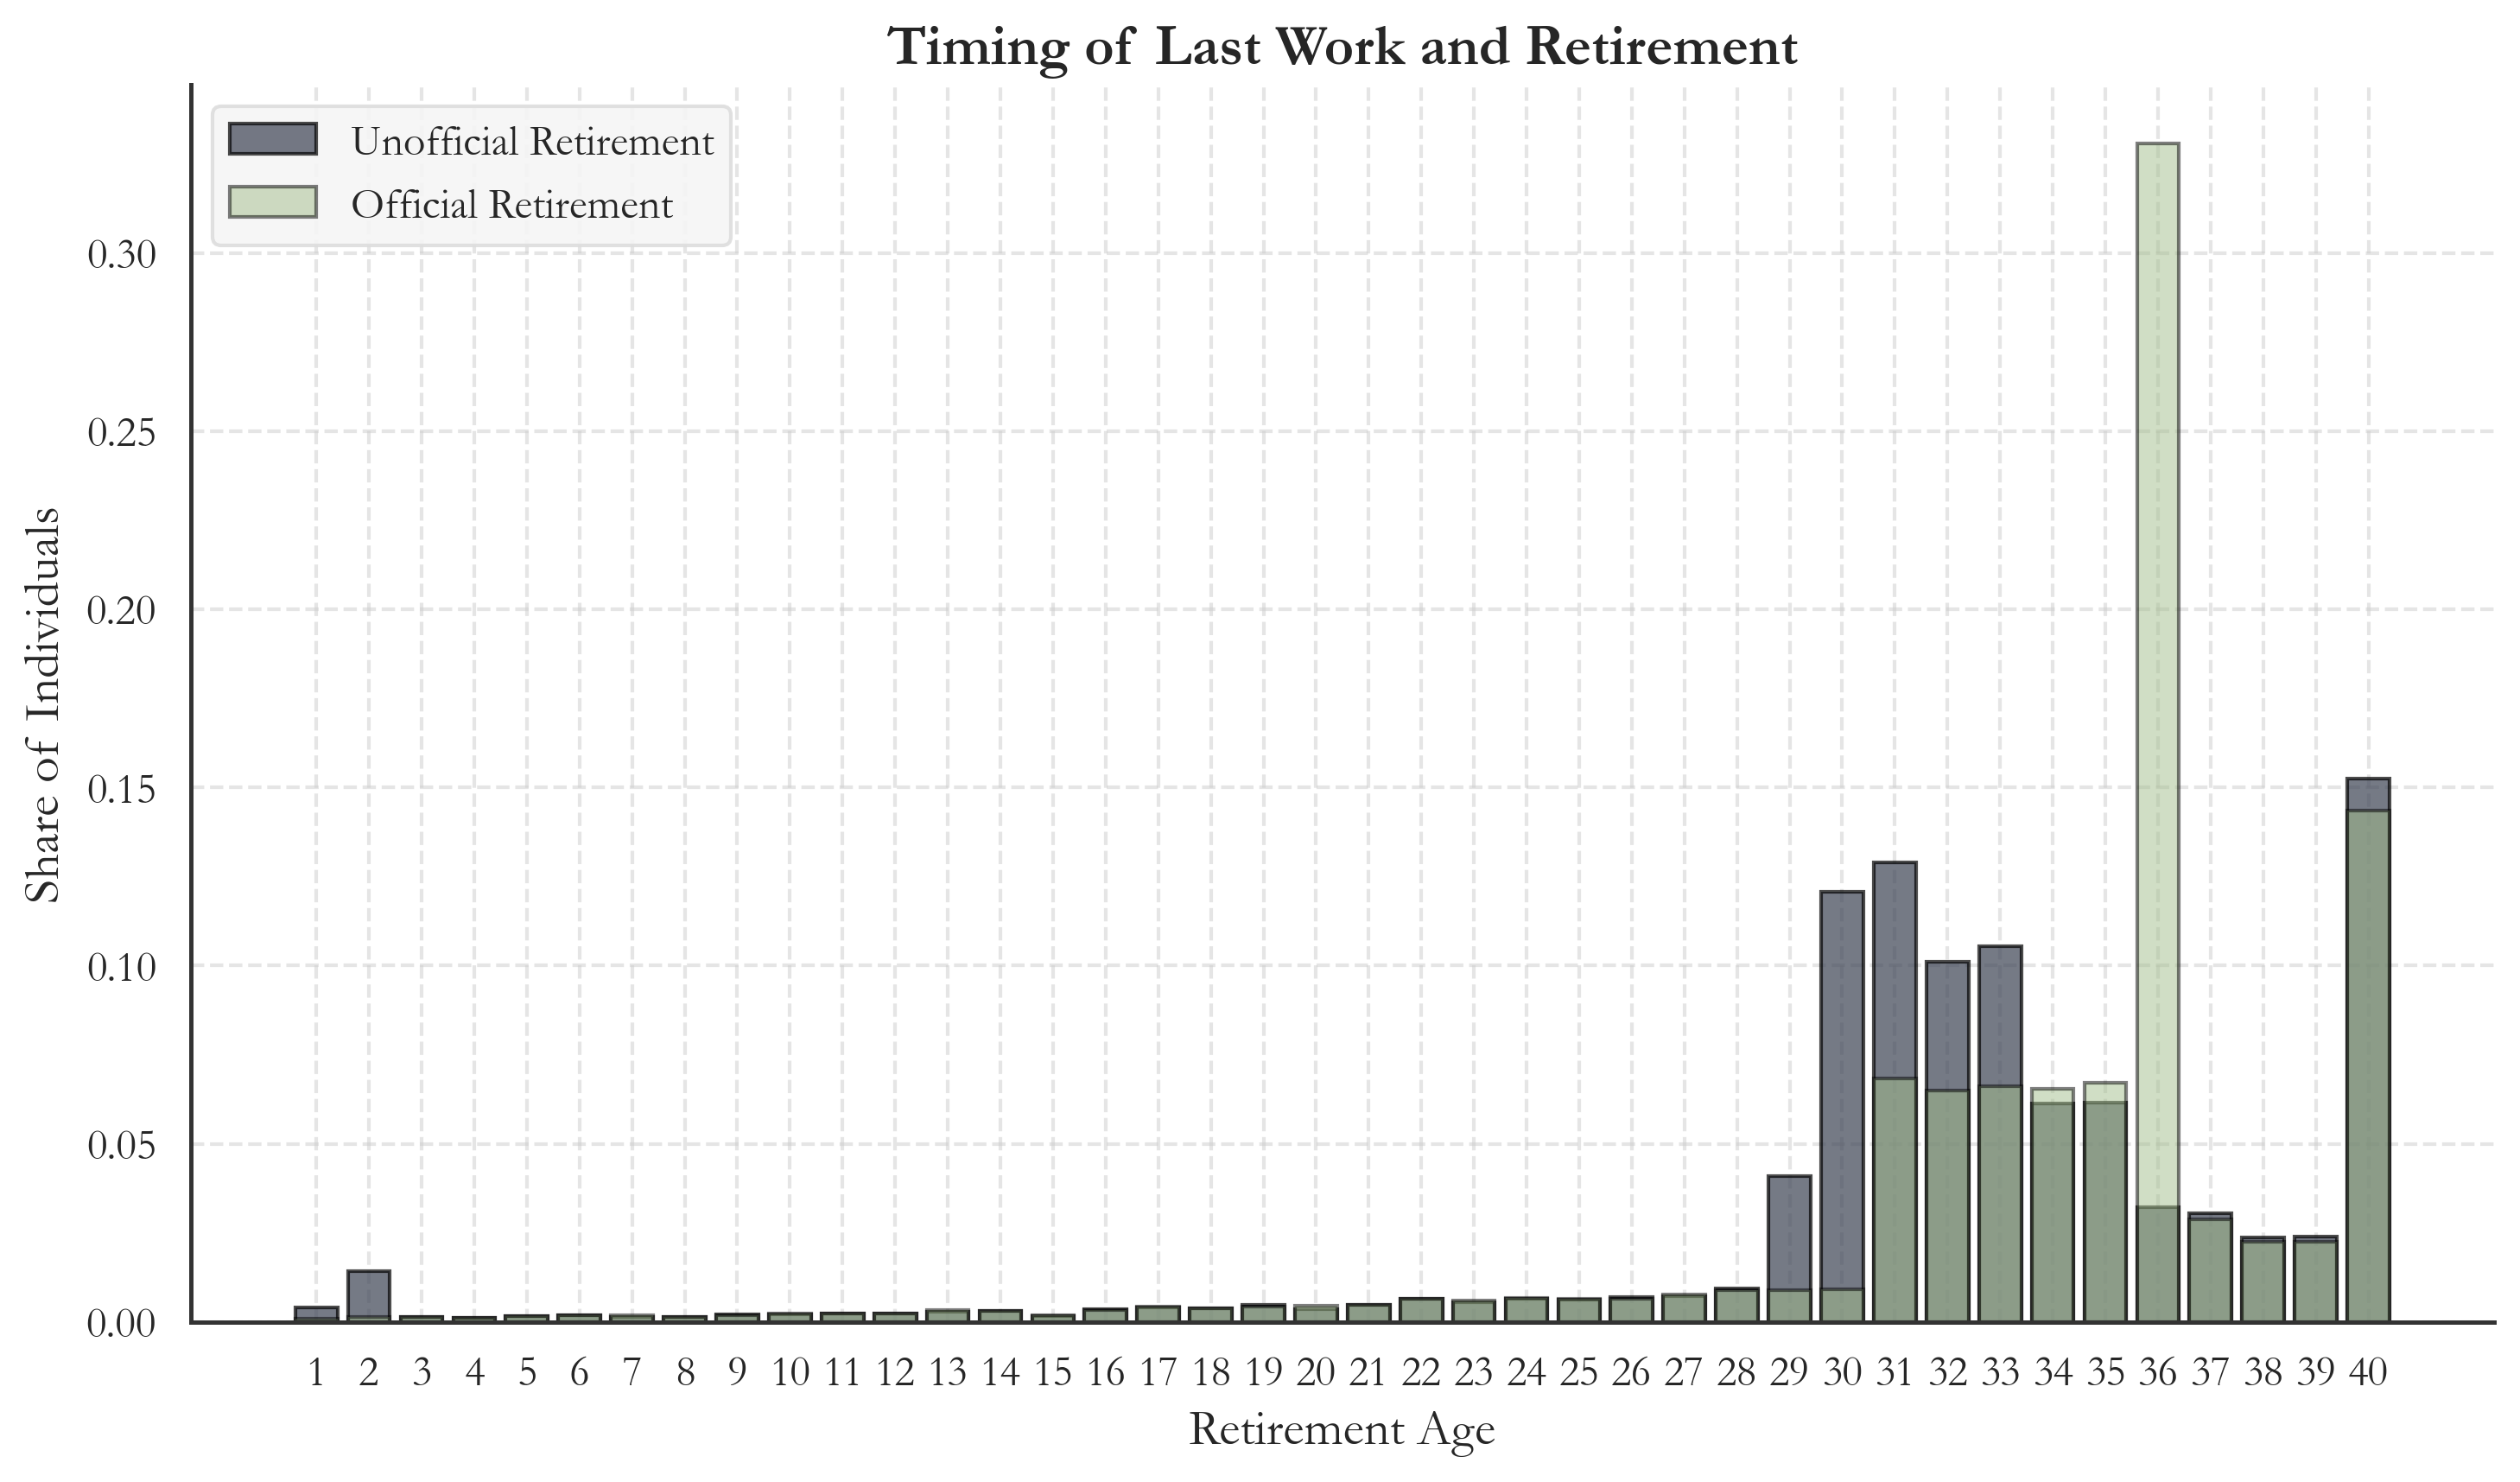 Timing of Last Work and Retirement
Unofficial Retirement
Official Retirement
0.30
0.25
0.20
0.15
0.10
0.05
0.00
Share of Individuals
1 2 3 4 5 6 7 8 9 10 11 12 13 14 15 16 17 18 19 20 21 22 23 24 25 26 27 28 29 30 31 32 33 34 35 36 37 38 39 40
Retirement Age